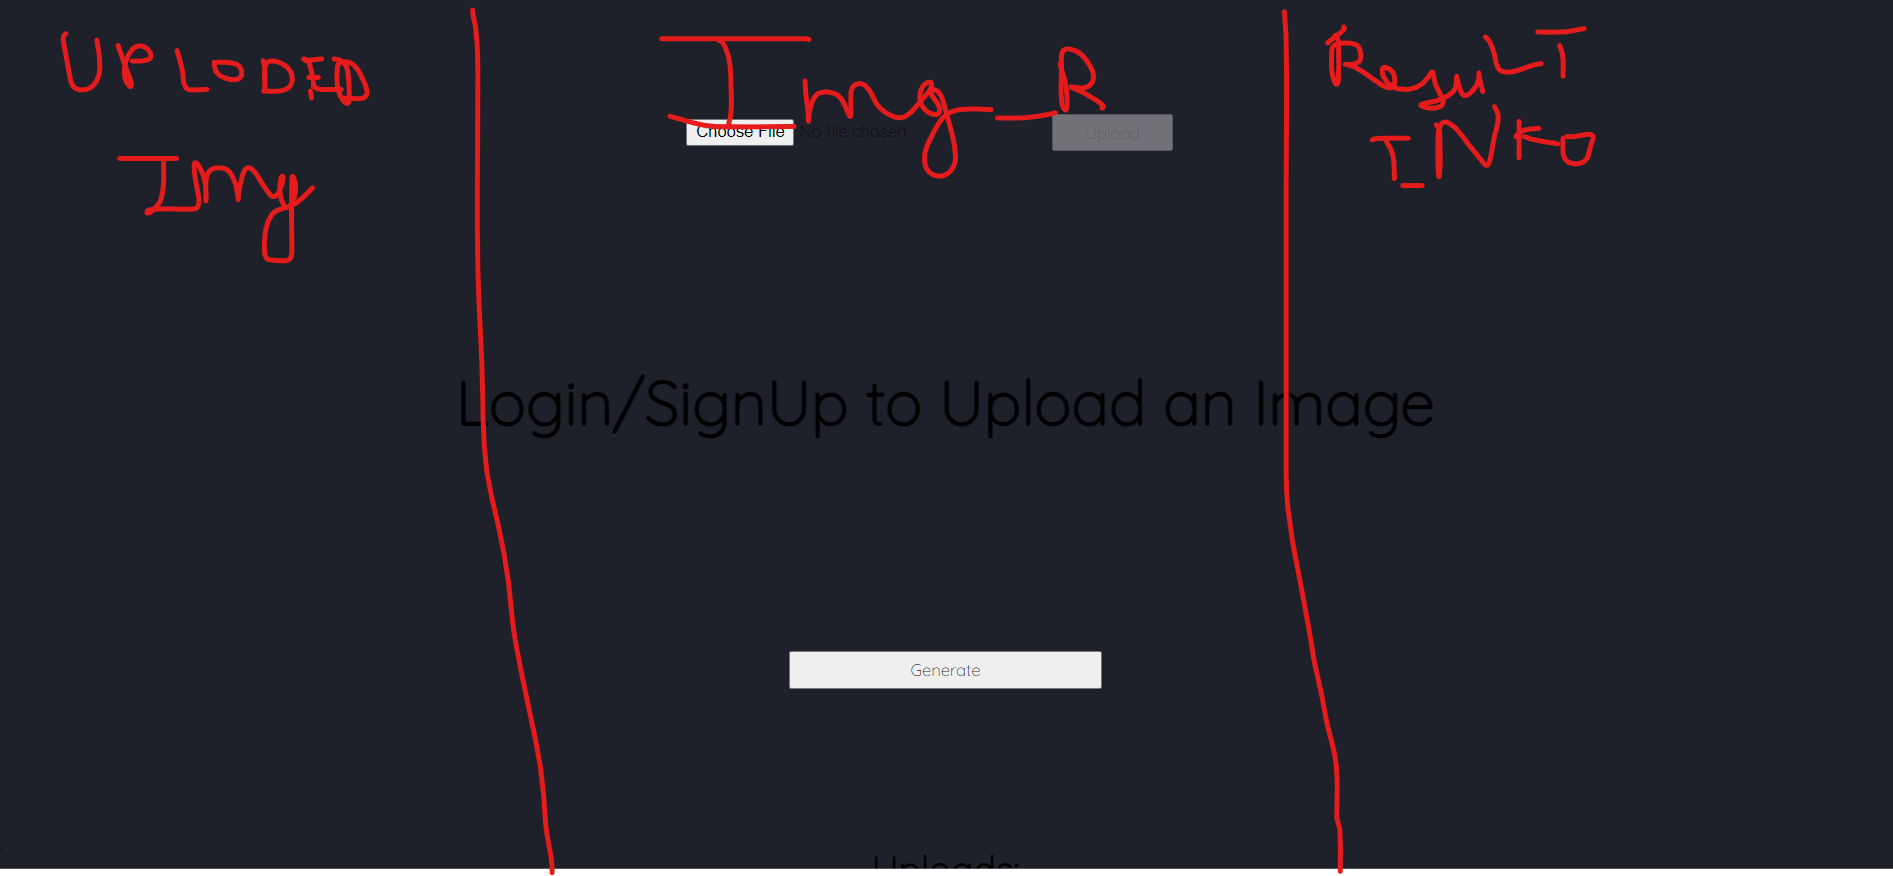 UPLODED
Img
Img_R
Choose File No file chosen
Upload
ResuLT
INFO
Login/SignUp to Upload an Image
Generate
Uploads: